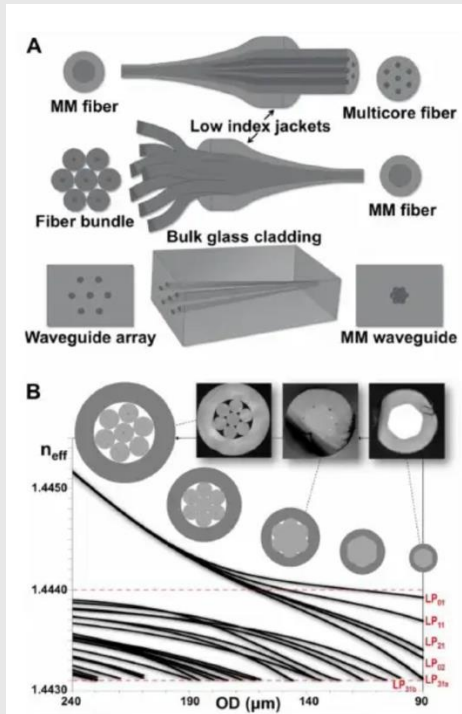 A
MM fiber
Multicore fiber
Low index jackets
Fiber bundle
MM fiber
Bulk glass cladding
Waveguide array
MM waveguide
B
n_eff
1.4450
1.4440
LP01
LP11
LP21
LP02
LP31a
LP31b
1.4430
240
190
140
90
OD (μm)